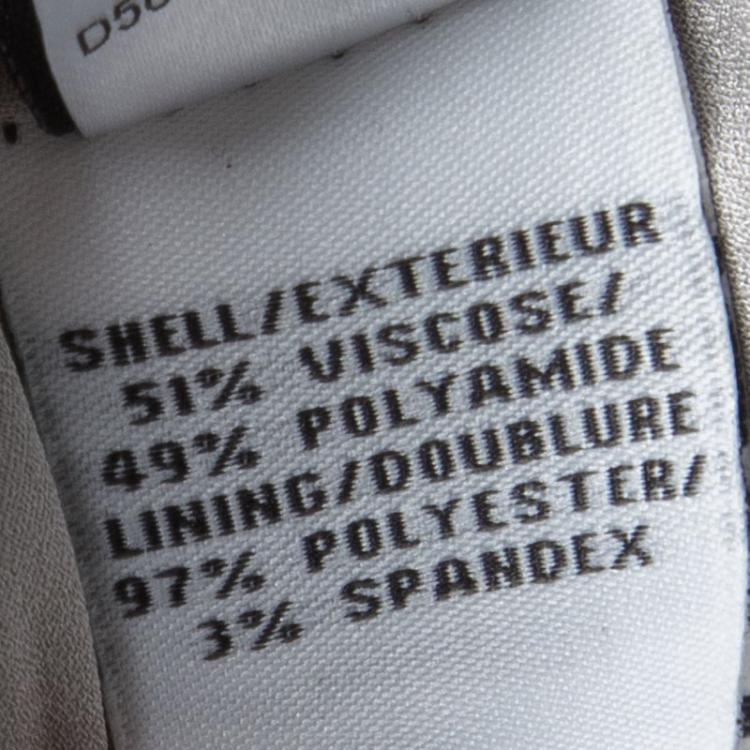 SHELL/EXTERIEUR
51% VISCOSE/
49% POLYAMIDE
LINING/DOUBLURE
97% POLYESTER/
3% SPANDEX